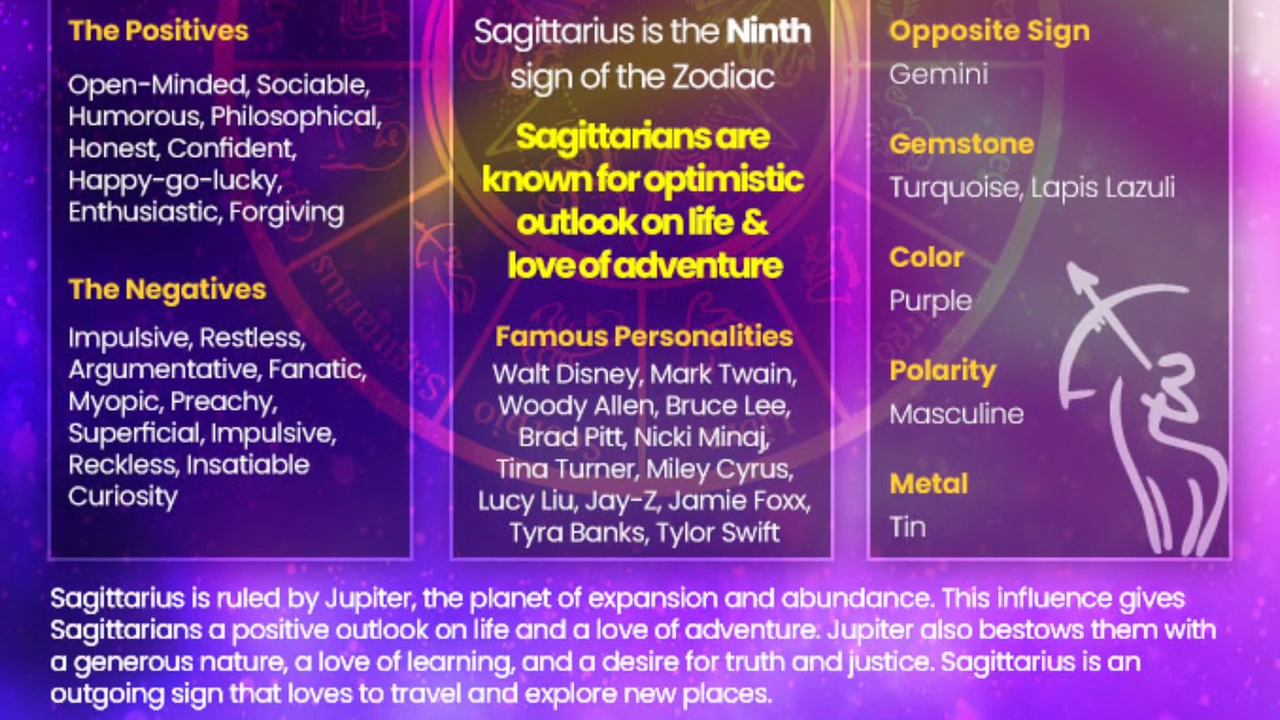 The Positives
Open-Minded, Sociable,
Humorous, Philosophical,
Honest, Confident,
Happy-go-lucky,
Enthusiastic, Forgiving
The Negatives
Impulsive, Restless,
Argumentative, Fanatic,
Myopic, Preachy,
Superficial, Impulsive,
Reckless, Insatiable
Curiosity
Sagittarius is the Ninth
sign of the Zodiac
Sagittarians are
known for optimistic
outlook on life &
love of adventure
Famous Personalities
Walt Disney, Mark Twain,
Woody Allen, Bruce Lee,
Brad Pitt, Nicki Minaj,
Tina Turner, Miley Cyrus,
Lucy Liu, Jay-Z, Jamie Foxx,
Tyra Banks, Tylor Swift
Opposite Sign
Gemini
Gemstone
Turquoise, Lapis Lazuli
Color
Purple
Polarity
Masculine
Metal
Tin
Sagittarius is ruled by Jupiter, the planet of expansion and abundance. This influence gives
Sagittarians a positive outlook on life and a love of adventure. Jupiter also bestows them with
a generous nature, a love of learning, and a desire for truth and justice. Sagittarius is an
outgoing sign that loves to travel and explore new places.
Sagittarius
Scorpio